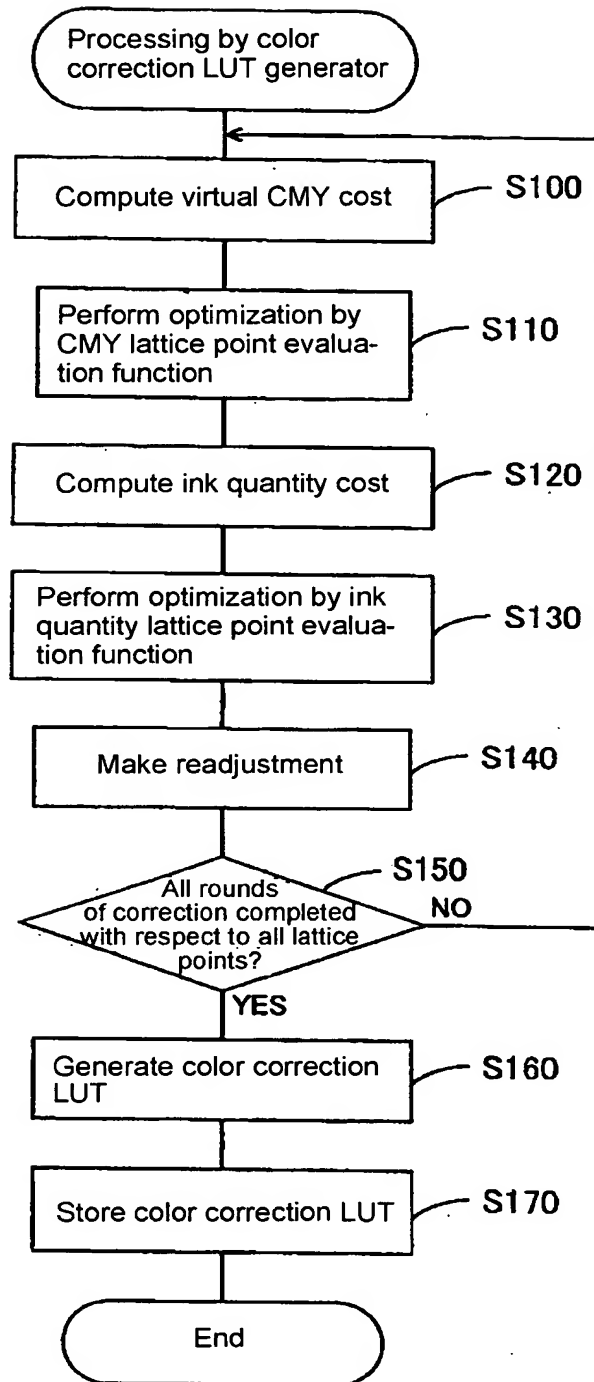 Processing by color
correction LUT generator
Compute virtual CMY cost
S100
Perform optimization by
CMY lattice point evalua-
tion function
S110
Compute ink quantity cost
S120
Perform optimization by ink
quantity lattice point evalua-
tion function
S130
Make readjustment
S140
S150
All rounds
of correction completed
with respect to all lattice
points?
NO
YES
Generate color correction
LUT
S160
Store color correction LUT
S170
End